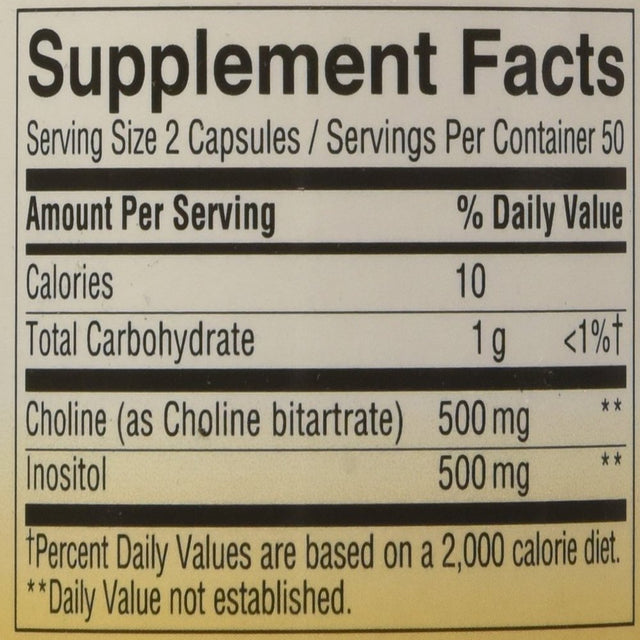 Supplement Facts
Serving Size 2 Capsules / Servings Per Container 50
Amount Per Serving % Daily Value
Calories 10
Total Carbohydrate 1 g <1%†
Choline (as Choline bitartrate) 500 mg **
Inositol 500 mg **
†Percent Daily Values are based on a 2,000 calorie diet.
**Daily Value not established.